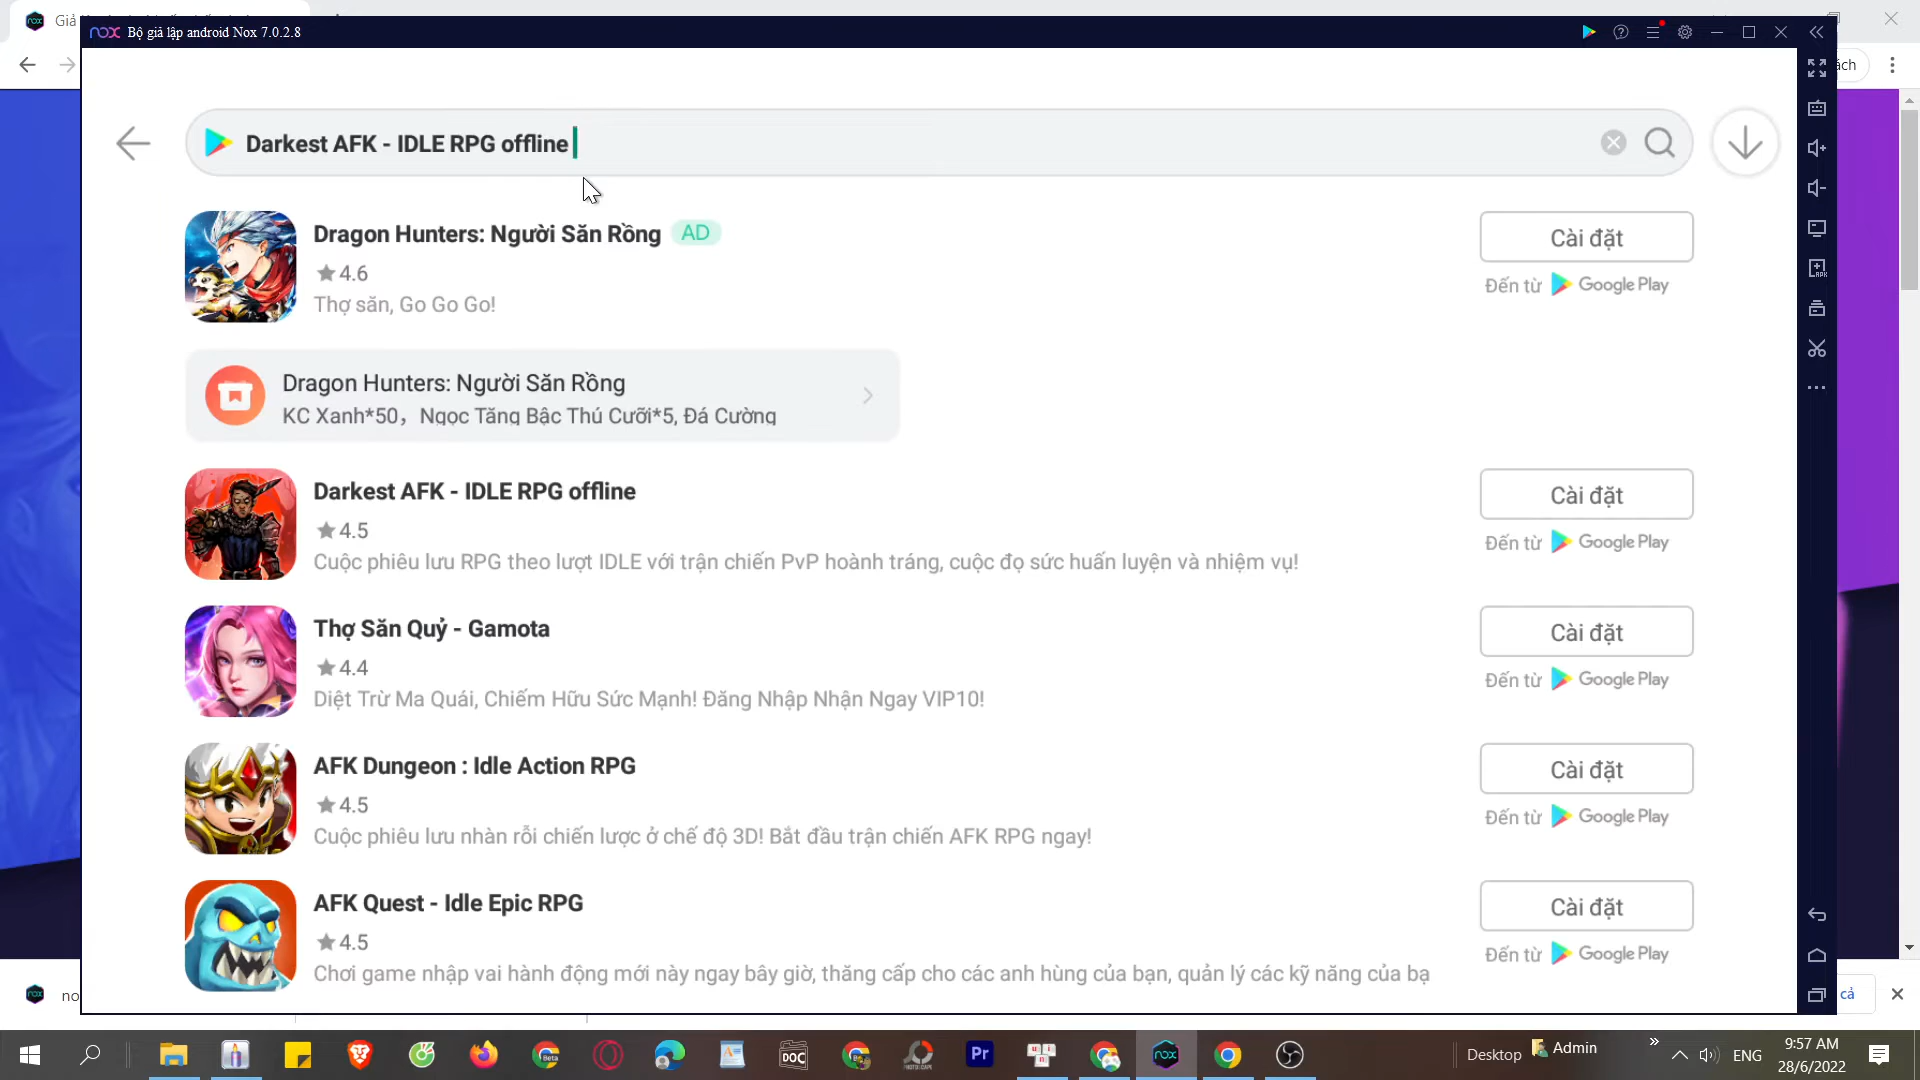 Giả
nox Bộ giả lập android Nox 7.0.2.8
ách
Darkest AFK - IDLE RPG offline
Dragon Hunters: Người Săn Rồng AD
4.6
Thợ săn, Go Go Go!
Cài đặt
Đến từ Google Play
Dragon Hunters: Người Săn Rồng
KC Xanh*50, Ngọc Tăng Bậc Thú Cưỡi*5, Đá Cường
Darkest AFK - IDLE RPG offline
4.5
Cuộc phiêu lưu RPG theo lượt IDLE với trận chiến PvP hoành tráng, cuộc đọ sức huấn luyện và nhiệm vụ!
Cài đặt
Đến từ Google Play
Thợ Săn Quỷ - Gamota
4.4
Diệt Trừ Ma Quái, Chiếm Hữu Sức Mạnh! Đăng Nhập Nhận Ngay VIP10!
Cài đặt
Đến từ Google Play
AFK Dungeon : Idle Action RPG
4.5
Cuộc phiêu lưu nhàn rỗi chiến lược ở chế độ 3D! Bắt đầu trận chiến AFK RPG ngay!
Cài đặt
Đến từ Google Play
AFK Quest - Idle Epic RPG
4.5
Chơi game nhập vai hành động mới này ngay bây giờ, thăng cấp cho các anh hùng của bạn, quản lý các kỹ năng của bạ
Cài đặt
Đến từ Google Play
no
cả
Desktop
Admin
ENG
9:57 AM
28/6/2022